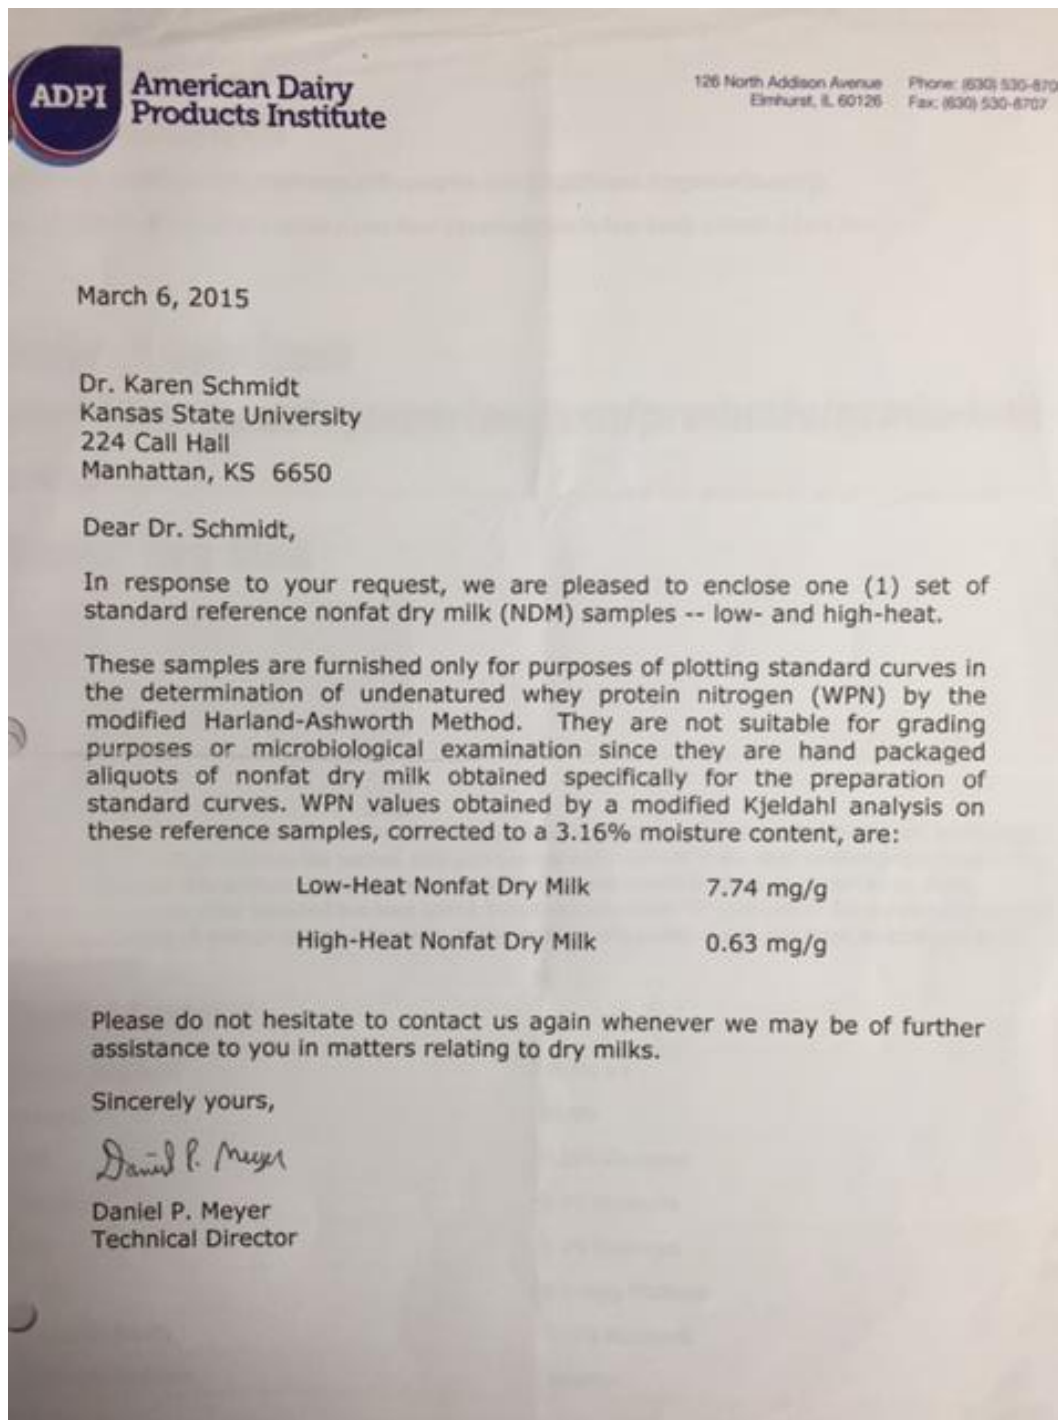 ADPI
American Dairy
Products Institute
126 North Addison Avenue
Elmhurst, IL 60126
Phone: (630) 530-870
Fax: (630) 530-8707
March 6, 2015
Dr. Karen Schmidt
Kansas State University
224 Call Hall
Manhattan, KS 6650
Dear Dr. Schmidt,
In response to your request, we are pleased to enclose one (1) set of
standard reference nonfat dry milk (NDM) samples -- low- and high-heat.
These samples are furnished only for purposes of plotting standard curves in
the determination of undenatured whey protein nitrogen (WPN) by the
modified Harland-Ashworth Method. They are not suitable for grading
purposes or microbiological examination since they are hand packaged
aliquots of nonfat dry milk obtained specifically for the preparation of
standard curves. WPN values obtained by a modified Kjeldahl analysis on
these reference samples, corrected to a 3.16% moisture content, are:
Low-Heat Nonfat Dry Milk 7.74 mg/g
High-Heat Nonfat Dry Milk 0.63 mg/g
Please do not hesitate to contact us again whenever we may be of further
assistance to you in matters relating to dry milks.
Sincerely yours,
Daniel P. Meyer
Daniel P. Meyer
Technical Director